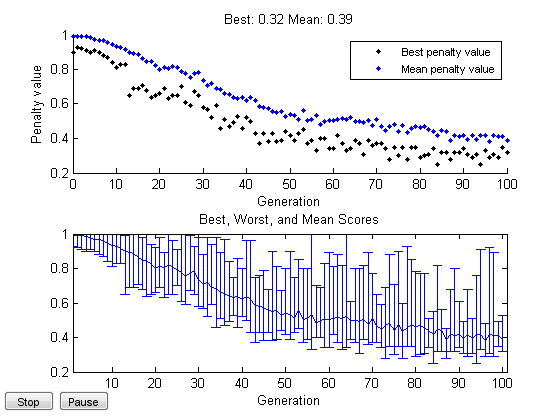 Best: 0.32 Mean: 0.39
1
0.8
0.6
0.4
0.2
Penalty value
Best penalty value
Mean penalty value
0 10 20 30 40 50 60 70 80 90 100
Generation
Best, Worst, and Mean Scores
1
0.8
0.6
0.4
0.2
10 20 30 40 50 60 70 80 90 100
Generation
Stop Pause